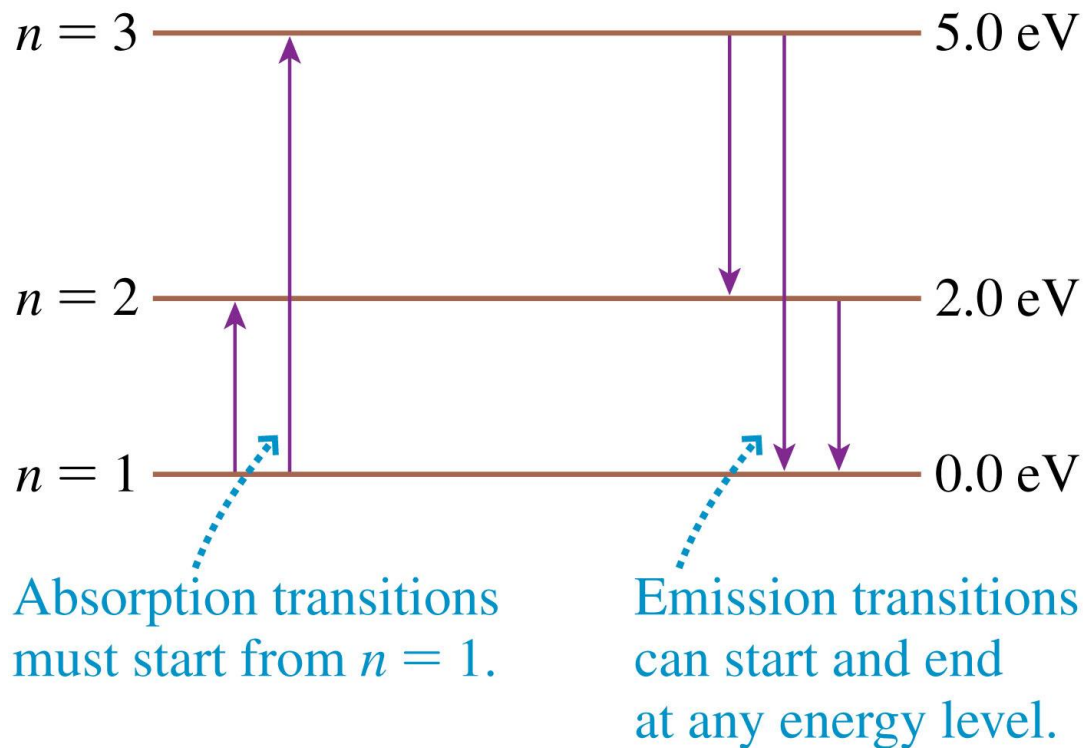 n = 3 5.0 eV
n = 2 2.0 eV
n = 1 0.0 eV
Absorption transitions
must start from n = 1.
Emission transitions
can start and end
at any energy level.